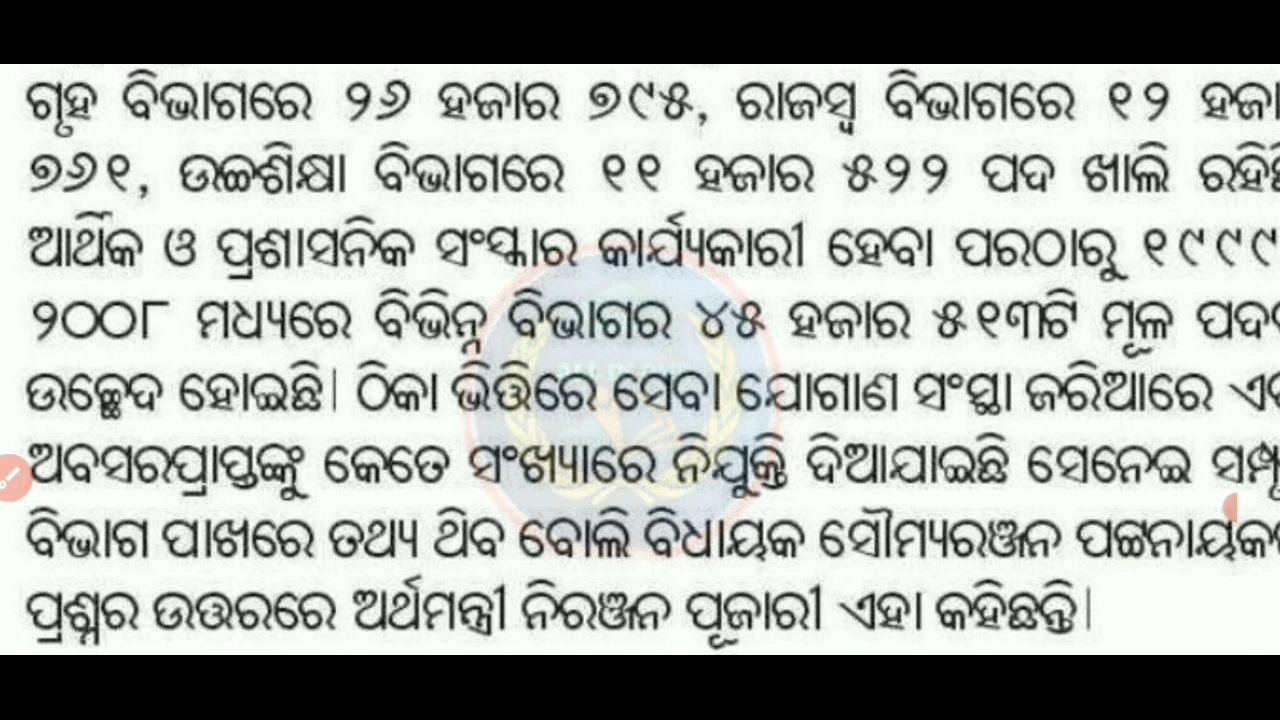 ଗୃହ ବିଭାଗରେ ୨୬ ହଜାର ୭୯୫, ରାଜସ୍ୱ ବିଭାଗରେ ୧୨
୭୬୧, ଉଚ୍ଚଶିକ୍ଷା ବିଭାଗରେ ୧୧ ହଜାର ୫୨୨ ପଦ ଖାଲି
ଆର୍ଥିକ ଓ ପ୍ରଶାସନିକ ସଂସ୍କାର କାର୍ଯ୍ୟକାରୀ ହେବା ପରଠାରୁ ୧୯୯୯
୨୦୦୮ ମଧ୍ୟରେ ବିଭିନ୍ନ ବିଭାଗର ୪୫ ହଜାର ୫୧୩ଟି ମୂଳ
ଉଚ୍ଛେଦ ହୋଇଛି। ଠିକା ଭିତ୍ତିରେ ସେବା ଯୋଗାଣ ସଂସ୍ଥା ଜରିଆରେ
ଅବସରପ୍ରାପ୍ତଙ୍କୁ କେତେ ସଂଖ୍ୟାରେ ନିଯୁକ୍ତି ଦିଆଯାଇଛି ସେନେଇ
ବିଭାଗ ପାଖରେ ତଥ୍ୟ ଥିବ ବୋଲି ବିଧାୟକ ସୌମ୍ୟରଞ୍ଜନ ପଟ୍ଟନାୟକ
ପ୍ରଶ୍ନର ଉତ୍ତରରେ ଅର୍ଥମନ୍ତ୍ରୀ ନିରଞ୍ଜନ ପୂଜାରୀ ଏହା କହିଛନ୍ତି।